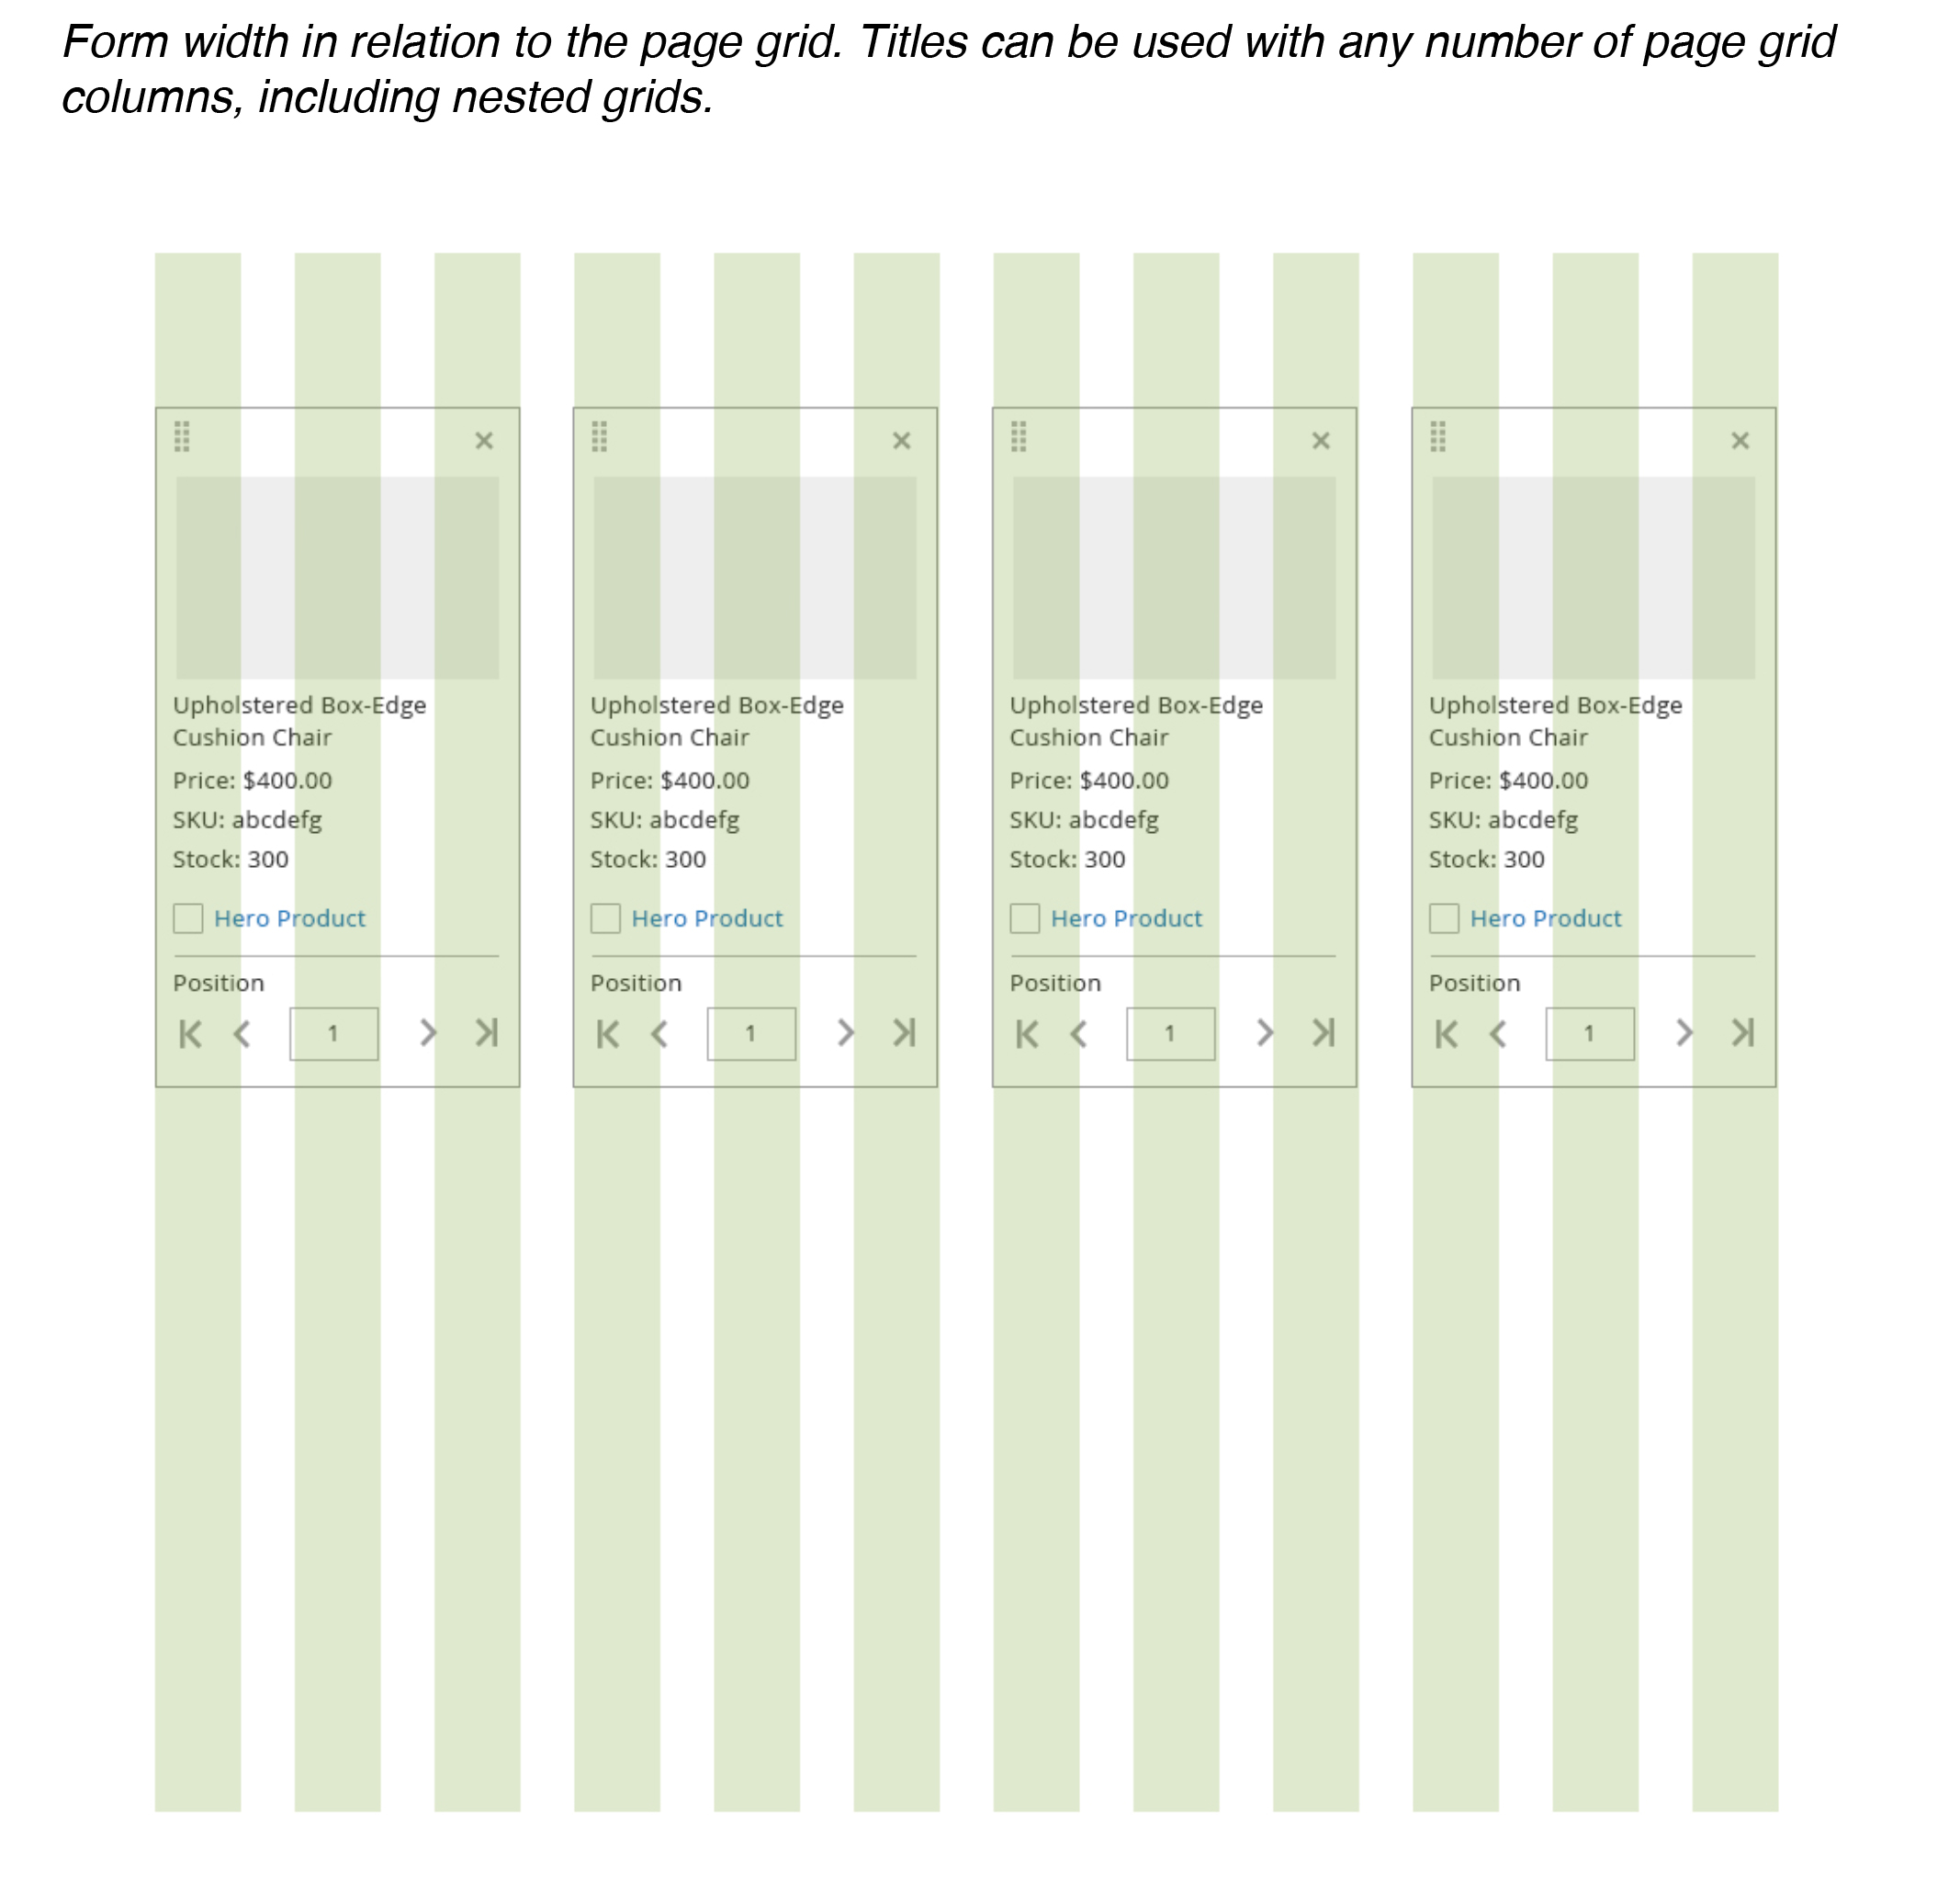 Form width in relation to the page grid. Titles can be used with any number of page grid
columns, including nested grids.
Upholstered Box-Edge
Cushion Chair
Price: $400.00
SKU: abcdefg
Stock: 300
Hero Product
Position
1
Upholstered Box-Edge
Cushion Chair
Price: $400.00
SKU: abcdefg
Stock: 300
Hero Product
Position
1
Upholstered Box-Edge
Cushion Chair
Price: $400.00
SKU: abcdefg
Stock: 300
Hero Product
Position
1
Upholstered Box-Edge
Cushion Chair
Price: $400.00
SKU: abcdefg
Stock: 300
Hero Product
Position
1